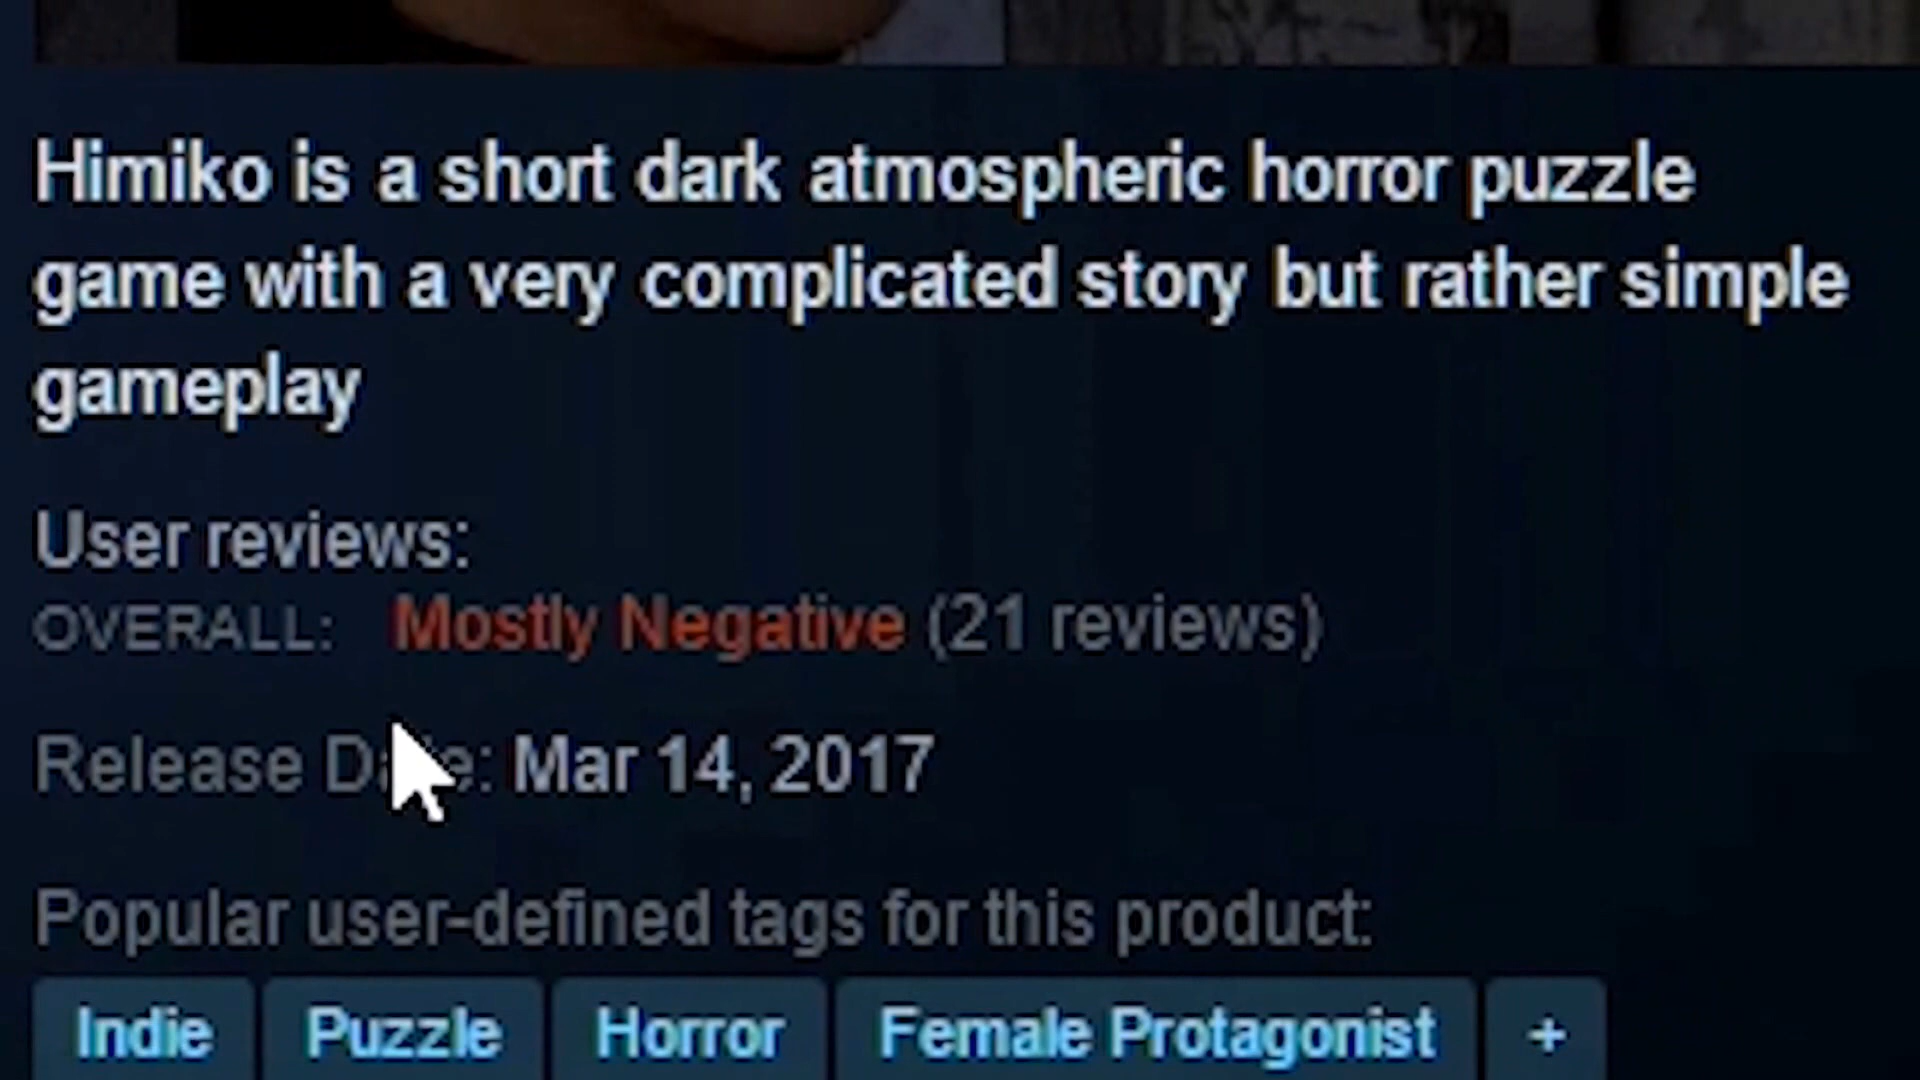 Himiko is a short dark atmospheric horror puzzle
game with a very complicated story but rather simple
gameplay
User reviews:
OVERALL: Mostly Negative (21 reviews)
Release Date: Mar 14, 2017
Popular user-defined tags for this product:
Indie Puzzle Horror Female Protagonist +